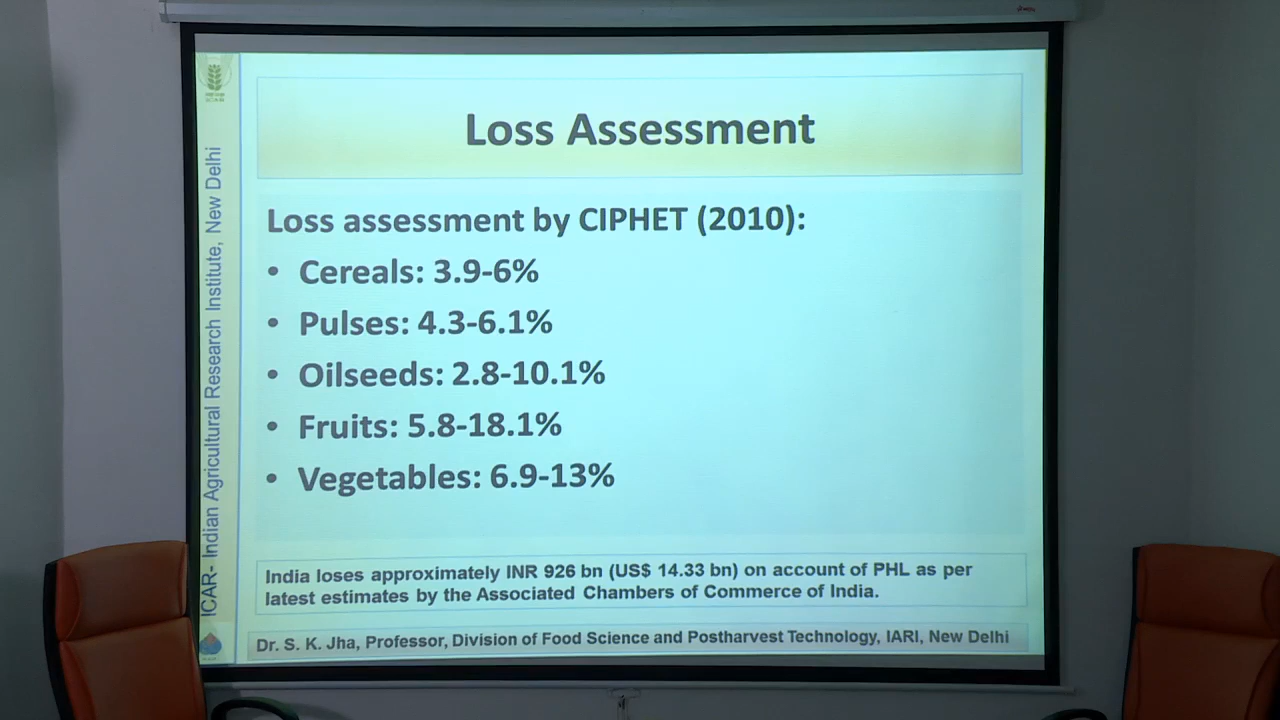 Loss Assessment
Loss assessment by CIPHET (2010):
• Cereals: 3.9-6%
• Pulses: 4.3-6.1%
• Oilseeds: 2.8-10.1%
• Fruits: 5.8-18.1%
• Vegetables: 6.9-13%
India loses approximately INR 926 bn (US$ 14.33 bn) on account of PHL as per
latest estimates by the Associated Chambers of Commerce of India.
Dr. S. K. Jha, Professor, Division of Food Science and Postharvest Technology, IARI, New Delhi
ICAR- Indian Agricultural Research Institute, New Delhi